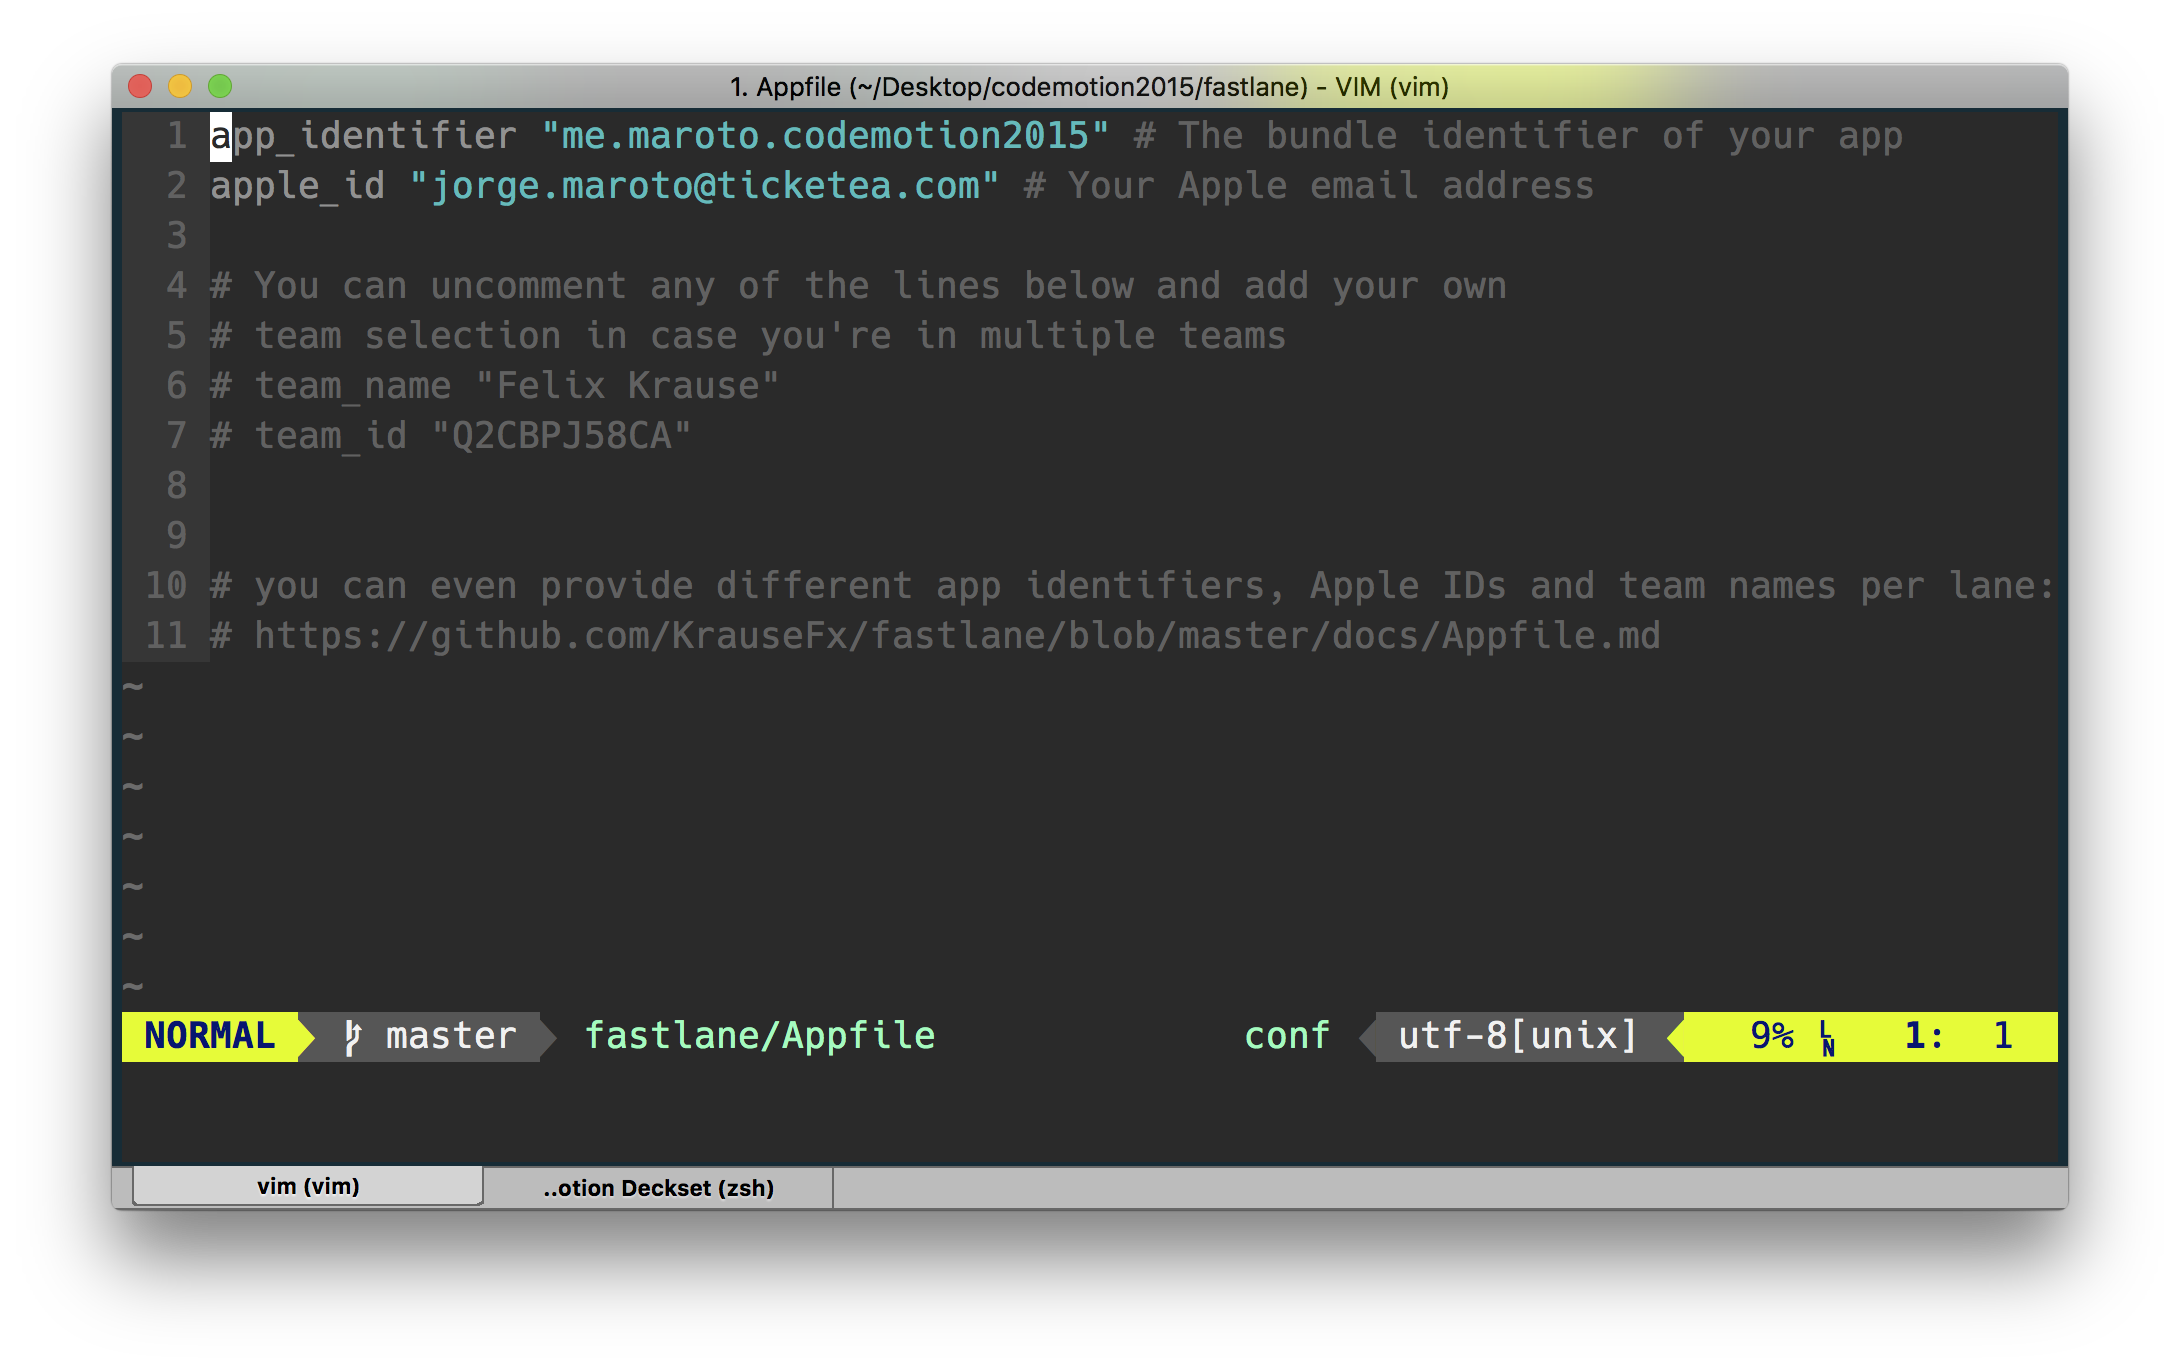 1. Appfile (~/Desktop/codemotion2015/fastlane) - VIM (vim)
1 app_identifier "me.maroto.codemotion2015" # The bundle identifier of your app
2 apple_id "jorge.maroto@ticketea.com" # Your Apple email address
3
4 # You can uncomment any of the lines below and add your own
5 # team selection in case you're in multiple teams
6 # team_name "Felix Krause"
7 # team_id "Q2CBPJ58CA"
8
9
10 # you can even provide different app identifiers, Apple IDs and team names per lane:
11 # https://github.com/KrauseFx/fastlane/blob/master/docs/Appfile.md
~
~
~
~
~
~
~
NORMAL master fastlane/Appfile conf utf-8[unix] 9% LN 1: 1
vim (vim) ..otion Deckset (zsh)